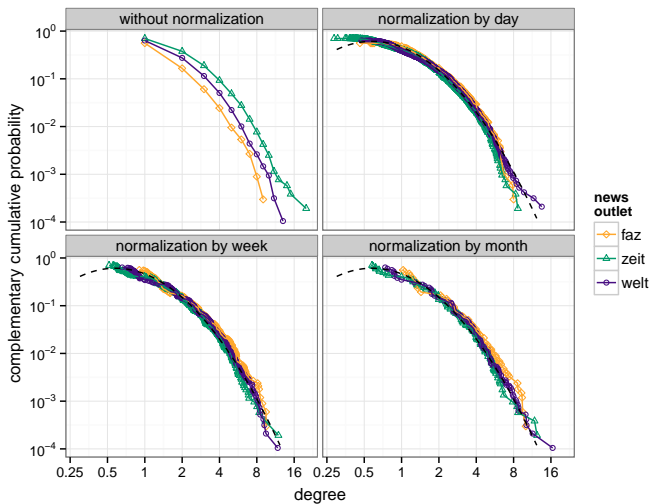 without normalization
normalization by day
10^0
10^−1
10^−2
10^−3
10^−4
normalization by week
normalization by month
10^0
10^−1
10^−2
10^−3
10^−4
complementary cumulative probability
0.25 0.5 1 2 4 8 16
0.25 0.5 1 2 4 8 16
degree
news
outlet
faz
zeit
welt